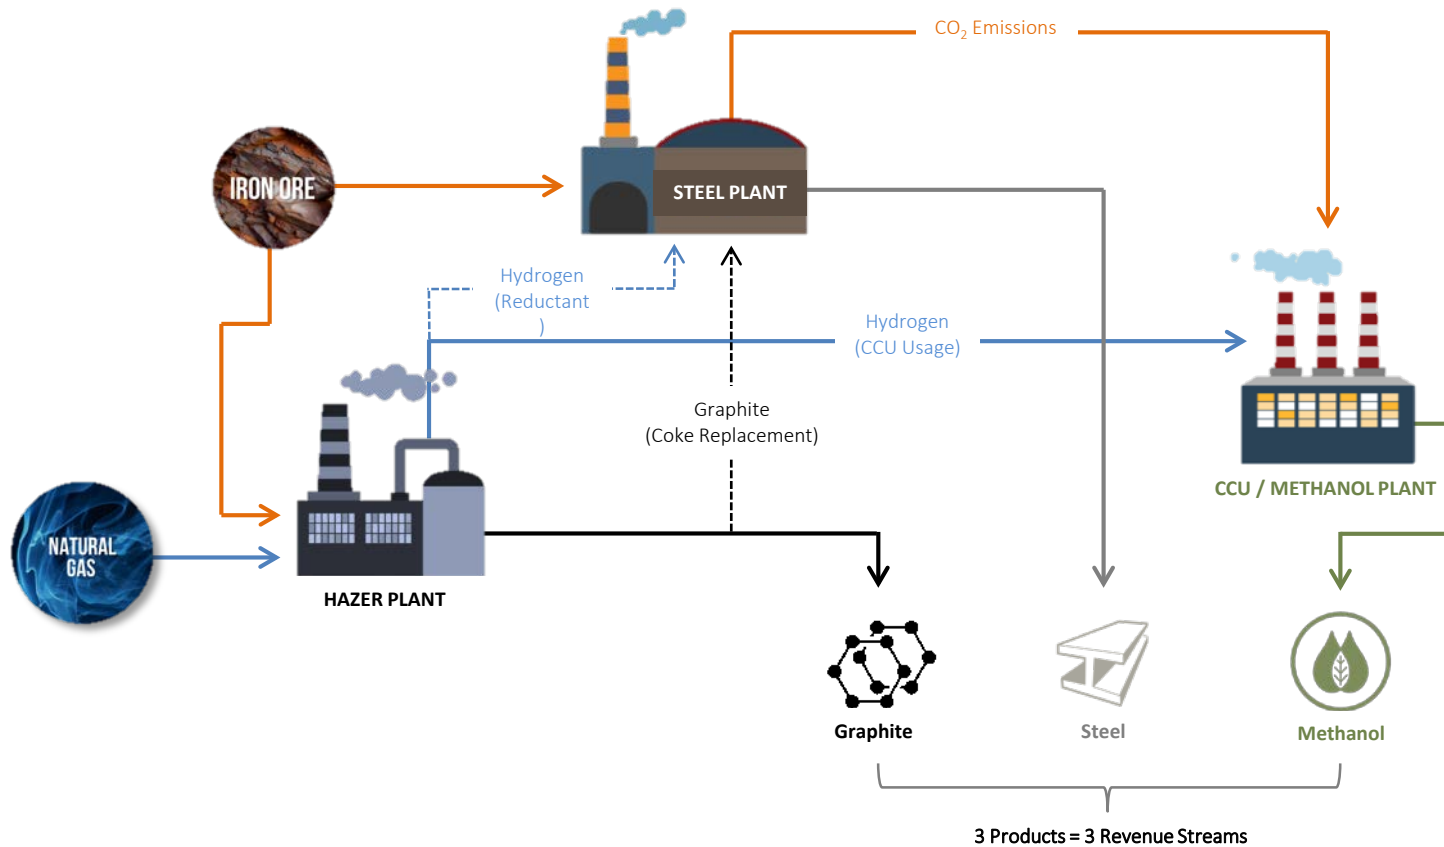 CO₂ Emissions
IRON ORE
STEEL PLANT
Hydrogen
(Reductant
)
Hydrogen
(CCU Usage)
Graphite
(Coke Replacement)
CCU / METHANOL PLANT
NATURAL
GAS
HAZER PLANT
Graphite
Steel
Methanol
3 Products = 3 Revenue Streams